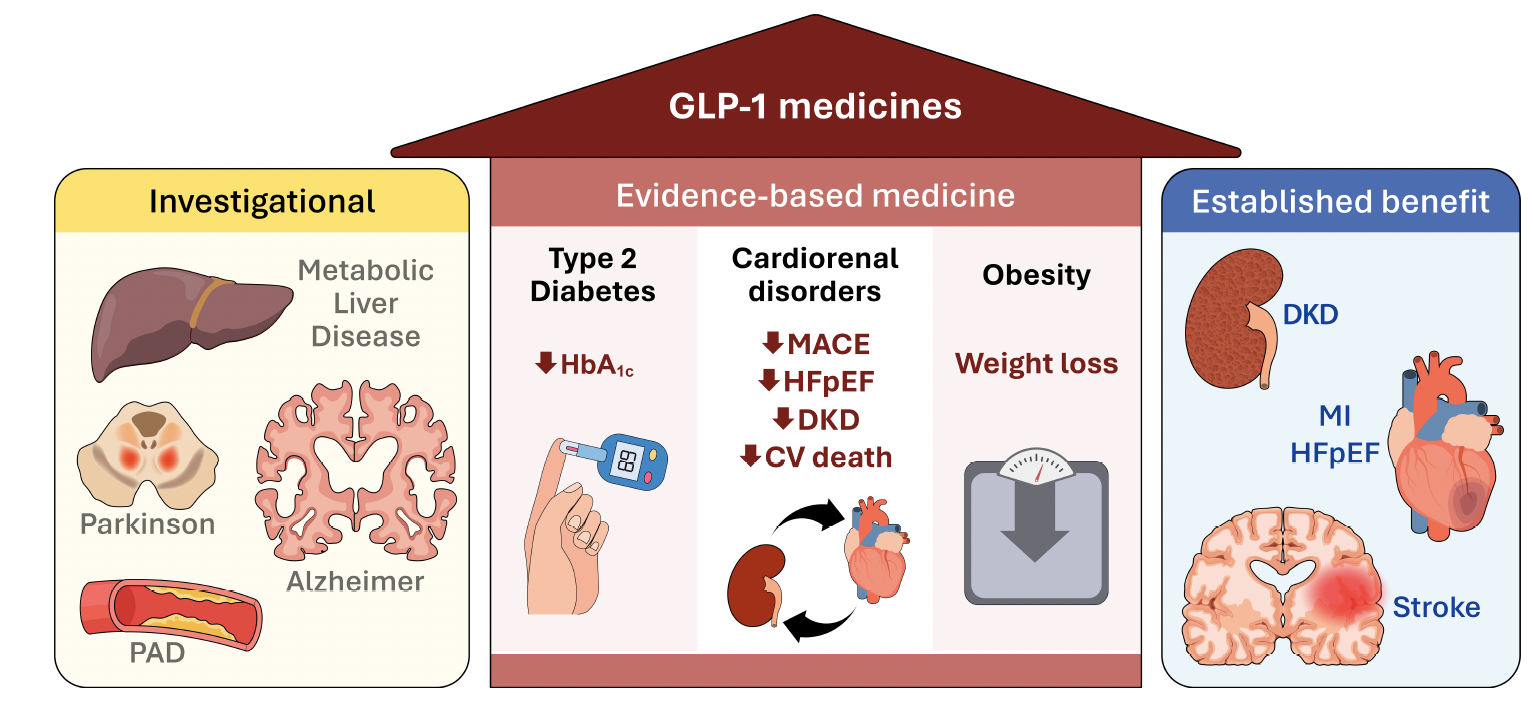 GLP-1 medicines
Investigational
Metabolic
Liver
Disease
Parkinson
Alzheimer
PAD
Evidence-based medicine
Type 2
Diabetes
⬇HbA1c
89
Cardiorenal
disorders
⬇MACE
⬇HFpEF
⬇DKD
⬇CV death
Obesity
Weight loss
Established benefit
DKD
MI
HFpEF
Stroke